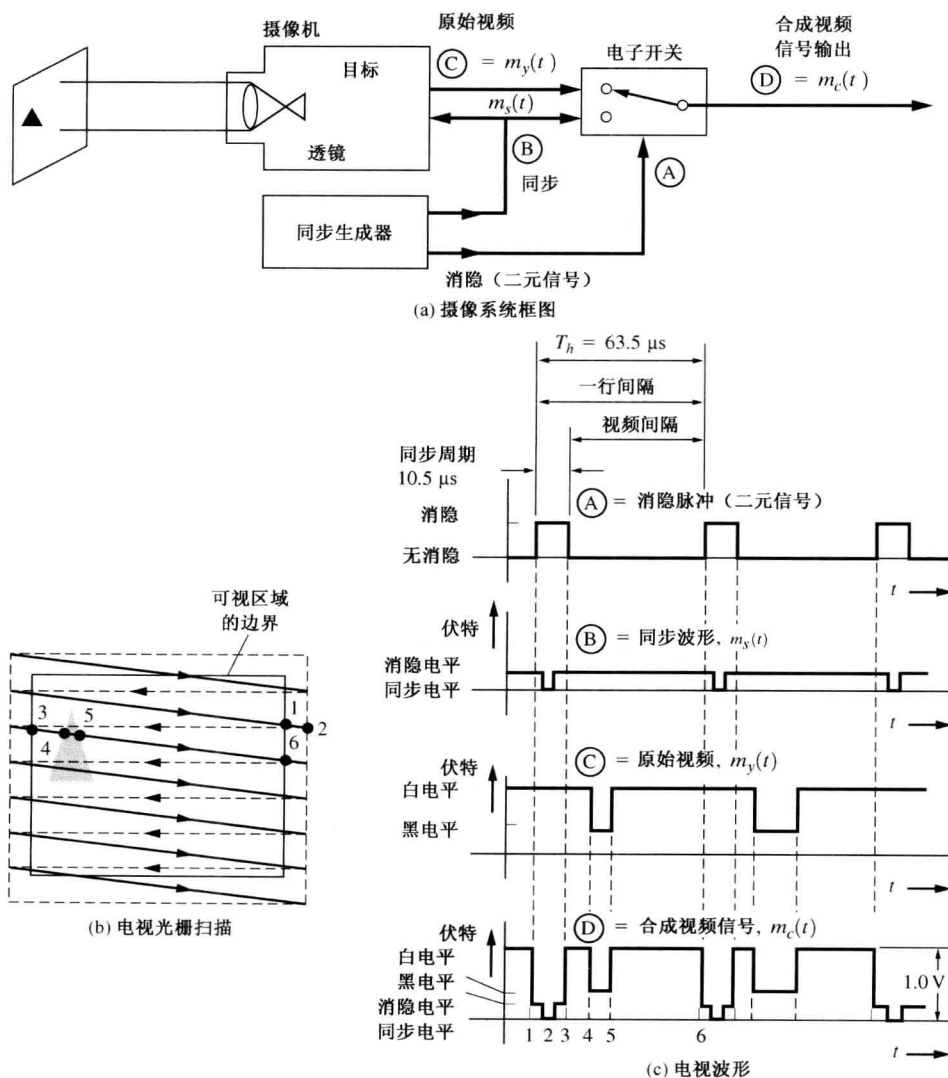 原始视频
摄像机
Ⓒ = m_y(t)
目标
m_s(t)
透镜
Ⓑ
同步
电子开关
Ⓐ
合成视频
信号输出
Ⓓ = m_c(t)
同步生成器
消隐（二元信号）
(a) 摄像系统框图
T_h = 63.5 μs
一行间隔
视频间隔
同步周期
10.5 μs
Ⓐ = 消隐脉冲（二元信号）
消隐
无消隐
t
伏特
Ⓑ = 同步波形, m_s(t)
消隐电平
同步电平
t
伏特
Ⓒ = 原始视频, m_y(t)
白电平
黑电平
t
伏特
Ⓓ = 合成视频信号, m_c(t)
白电平
黑电平
消隐电平
同步电平
1.0 V
1 2 3 4 5 6
t
(c) 电视波形
可视区域
的边界
1
2
3
5
4
6
(b) 电视光栅扫描